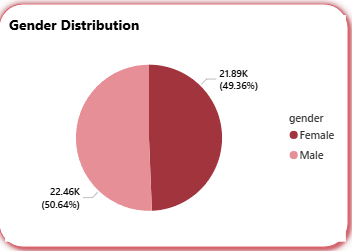 Gender Distribution
21.89K
(49.36%)
gender
Female
Male
22.46K
(50.64%)